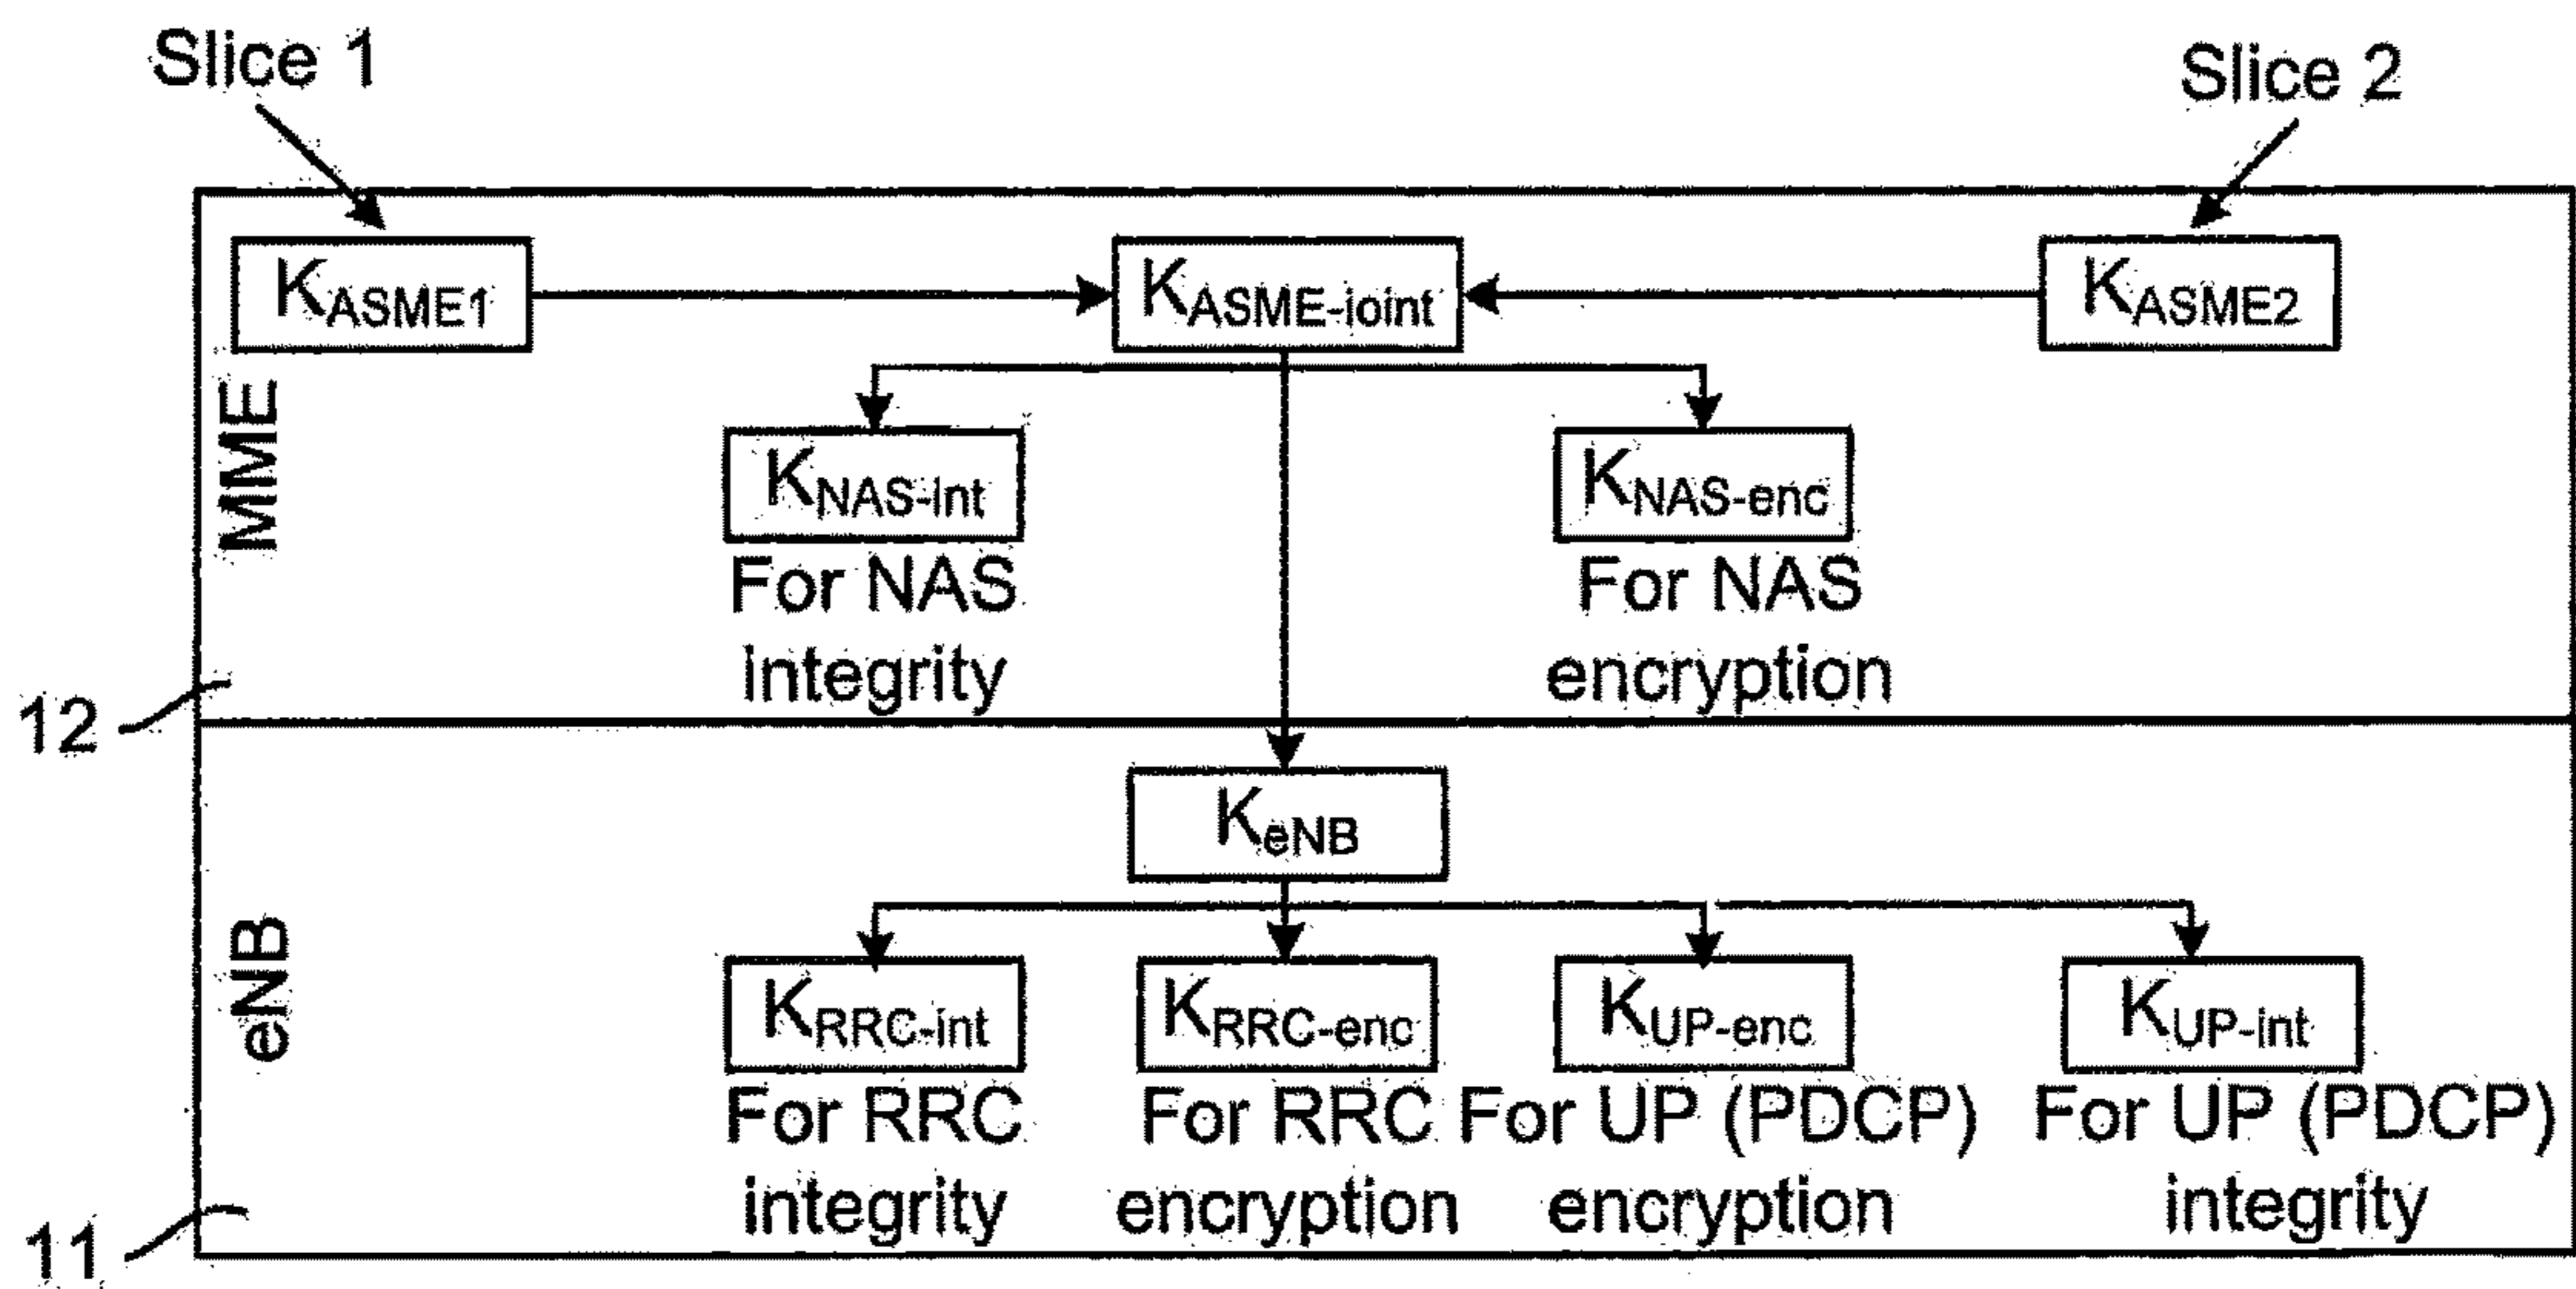 Slice 1
Slice 2
KASME1
KASME-joint
KASME2
MME
KNAS-int
KNAS-enc
For NAS
integrity
For NAS
encryption
12
KeNB
eNB
KRRC-int
KRRC-enc
KUP-enc
KUP-int
For RRC
integrity
For RRC
encryption
For UP (PDCP)
encryption
For UP (PDCP)
integrity
11